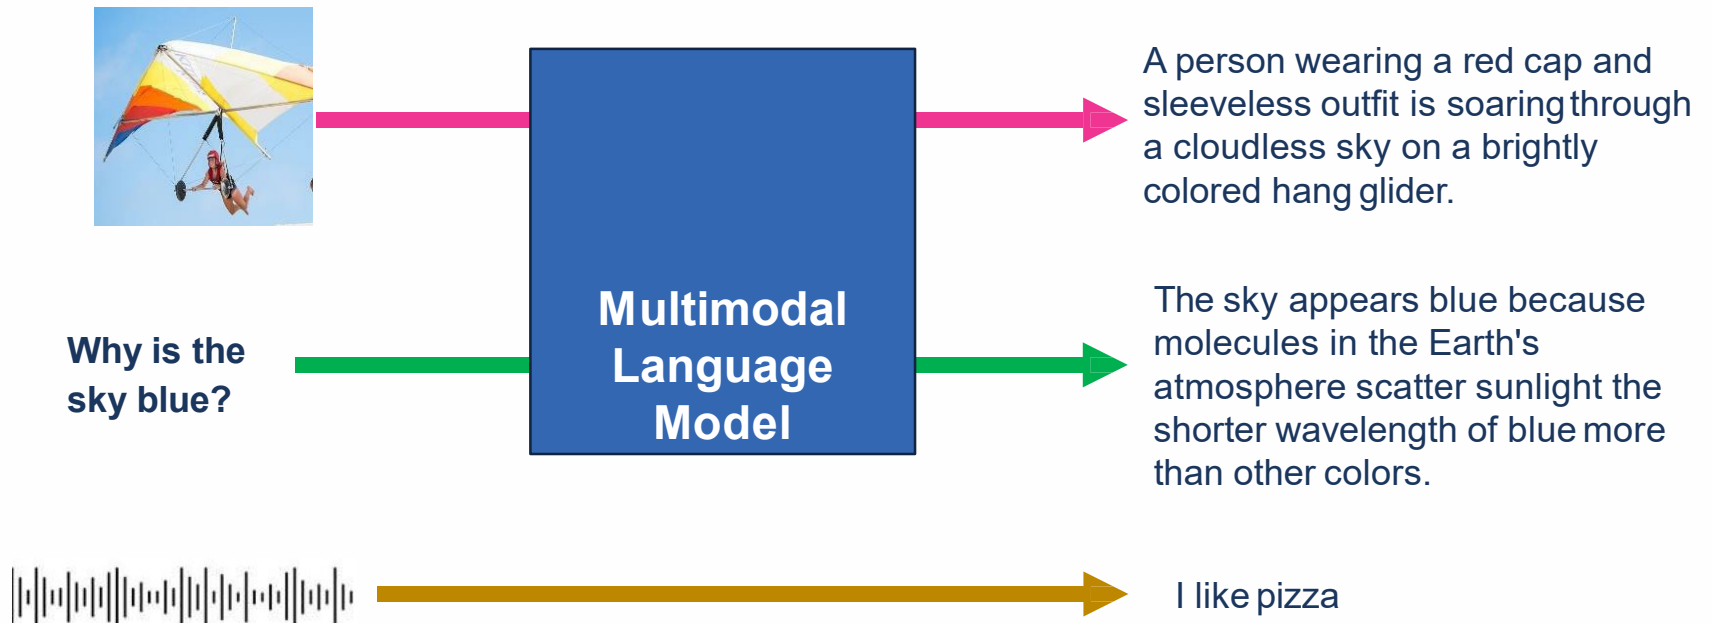 A person wearing a red cap and
sleeveless outfit is soaring through
a cloudless sky on a brightly
colored hang glider.
Multimodal
Language
Model
Why is the
sky blue?
The sky appears blue because
molecules in the Earth's
atmosphere scatter sunlight the
shorter wavelength of blue more
than other colors.
I like pizza